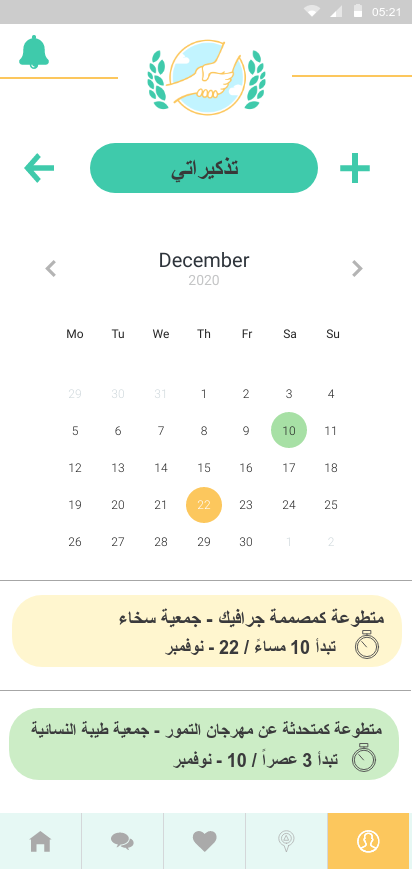 05:21
تذكيراتي
December
2020
Mo Tu We Th Fr Sa Su
29 30 31 1 2 3 4
5 6 7 8 9 10 11
12 13 14 15 16 17 18
19 20 21 22 23 24 25
26 27 28 29 30 1 2
متطوعة كمصممة جرافيك - جمعية سخاء
تبدأ 10 مساءً / 22 - نوفمبر
متطوعة كمتحدثة عن مهرجان التمور - جمعية طيبة النسائية
تبدأ 3 عصراً / 10 - نوفمبر